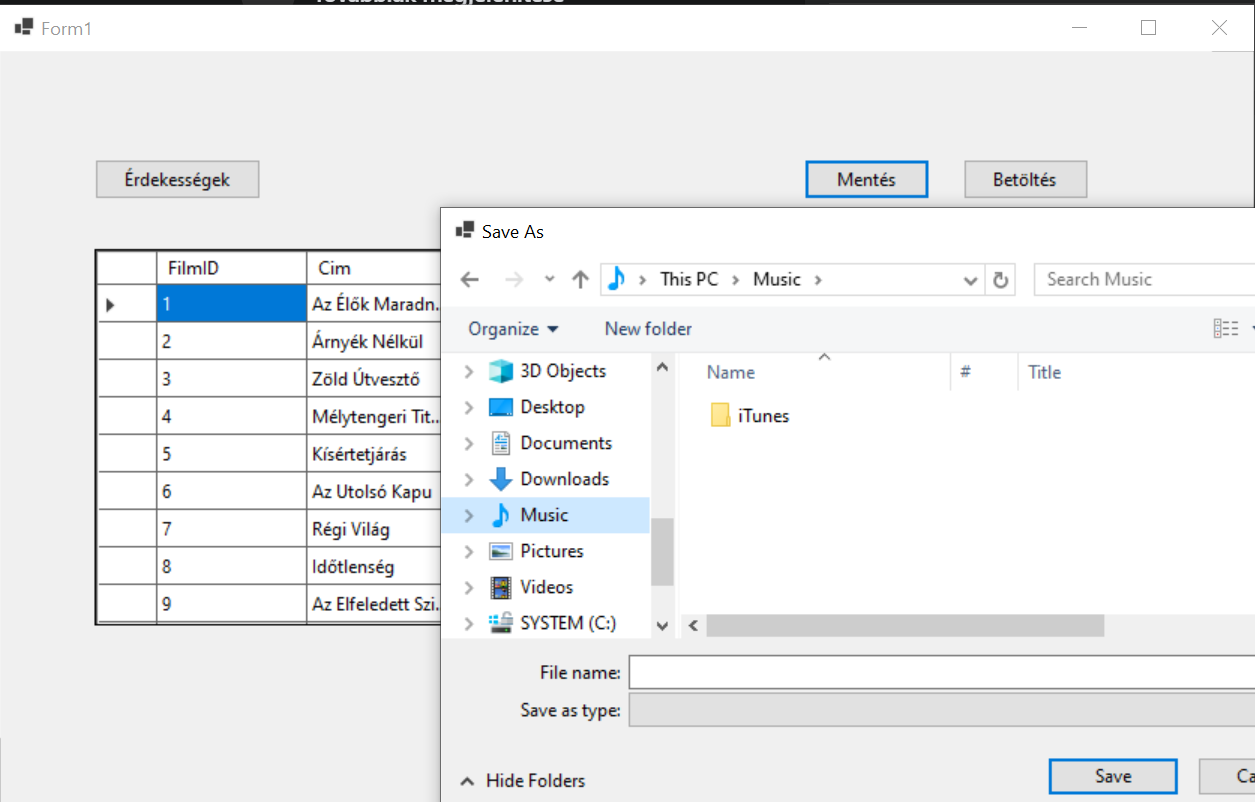 Továbbiak megjelenítése
Form1
Érdekességek
Mentés
Betöltés
FilmID Cim
1 Az Élők Maradn...
2 Árnyék Nélkül
3 Zöld Útvesztő
4 Mélytengeri Tit...
5 Kísértetjárás
6 Az Utolsó Kapu
7 Régi Világ
8 Időtlenség
9 Az Elfeledett Szi...
Save As
This PC > Music >
Search Music
Organize
New folder
3D Objects
Desktop
Documents
Downloads
Music
Pictures
Videos
SYSTEM (C:)
Name # Title
iTunes
File name:
Save as type:
Hide Folders
Save
Ca